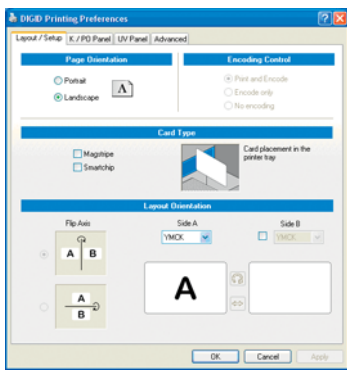 DIGID Printing Preferences
Layout / Setup K / PO Panel UV Panel Advanced
Page Orientation Encoding Control
Portrait
Landscape
A
Print and Encode
Encode only
No encoding
Card Type
Magstripe
Smartchip
Card placement in the
printer tray
Layout Orientation
Flip Axis Side A Side B
YMCK YMCK
A B
A
A
B
OK Cancel Apply